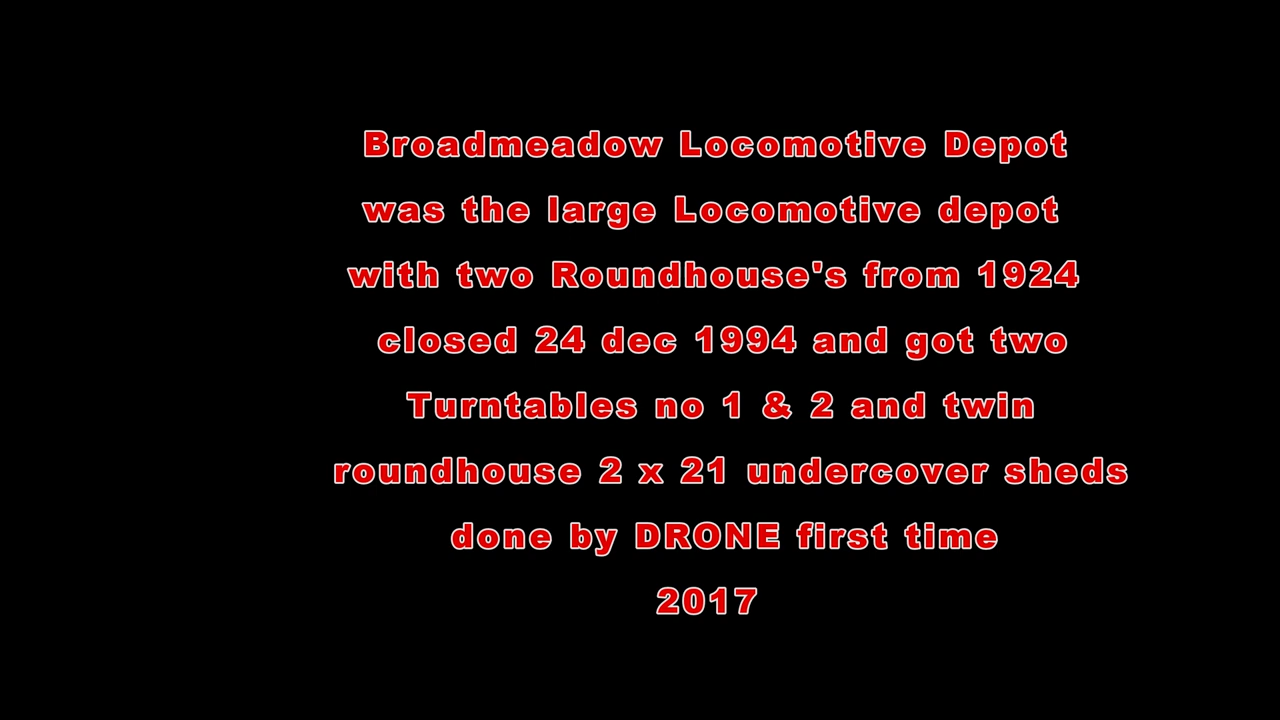 Broadmeadow Locomotive Depot
was the large Locomotive depot
with two Roundhouse's from 1924
closed 24 dec 1994 and got two
Turntables no 1 & 2 and twin
roundhouse 2 x 21 undercover sheds
done by DRONE first time
2017